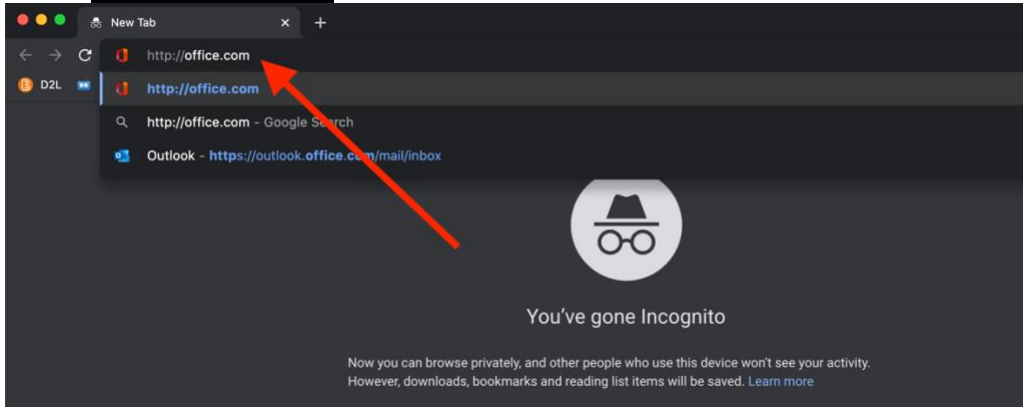 New Tab
http://office.com
D2L
http://office.com
http://office.com - Google Search
Outlook - https://outlook.office.com/mail/inbox
You've gone Incognito
Now you can browse privately, and other people who use this device won't see your activity.
However, downloads, bookmarks and reading list items will be saved. Learn more